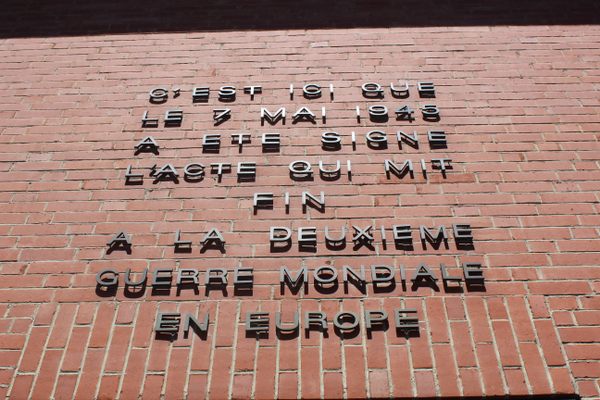 C'EST ICI QUE
LE 7 MAI 1945
A ETE SIGNE
L'ACTE QUI MIT
FIN
A LA DEUXIEME
GUERRE MONDIALE
EN EUROPE